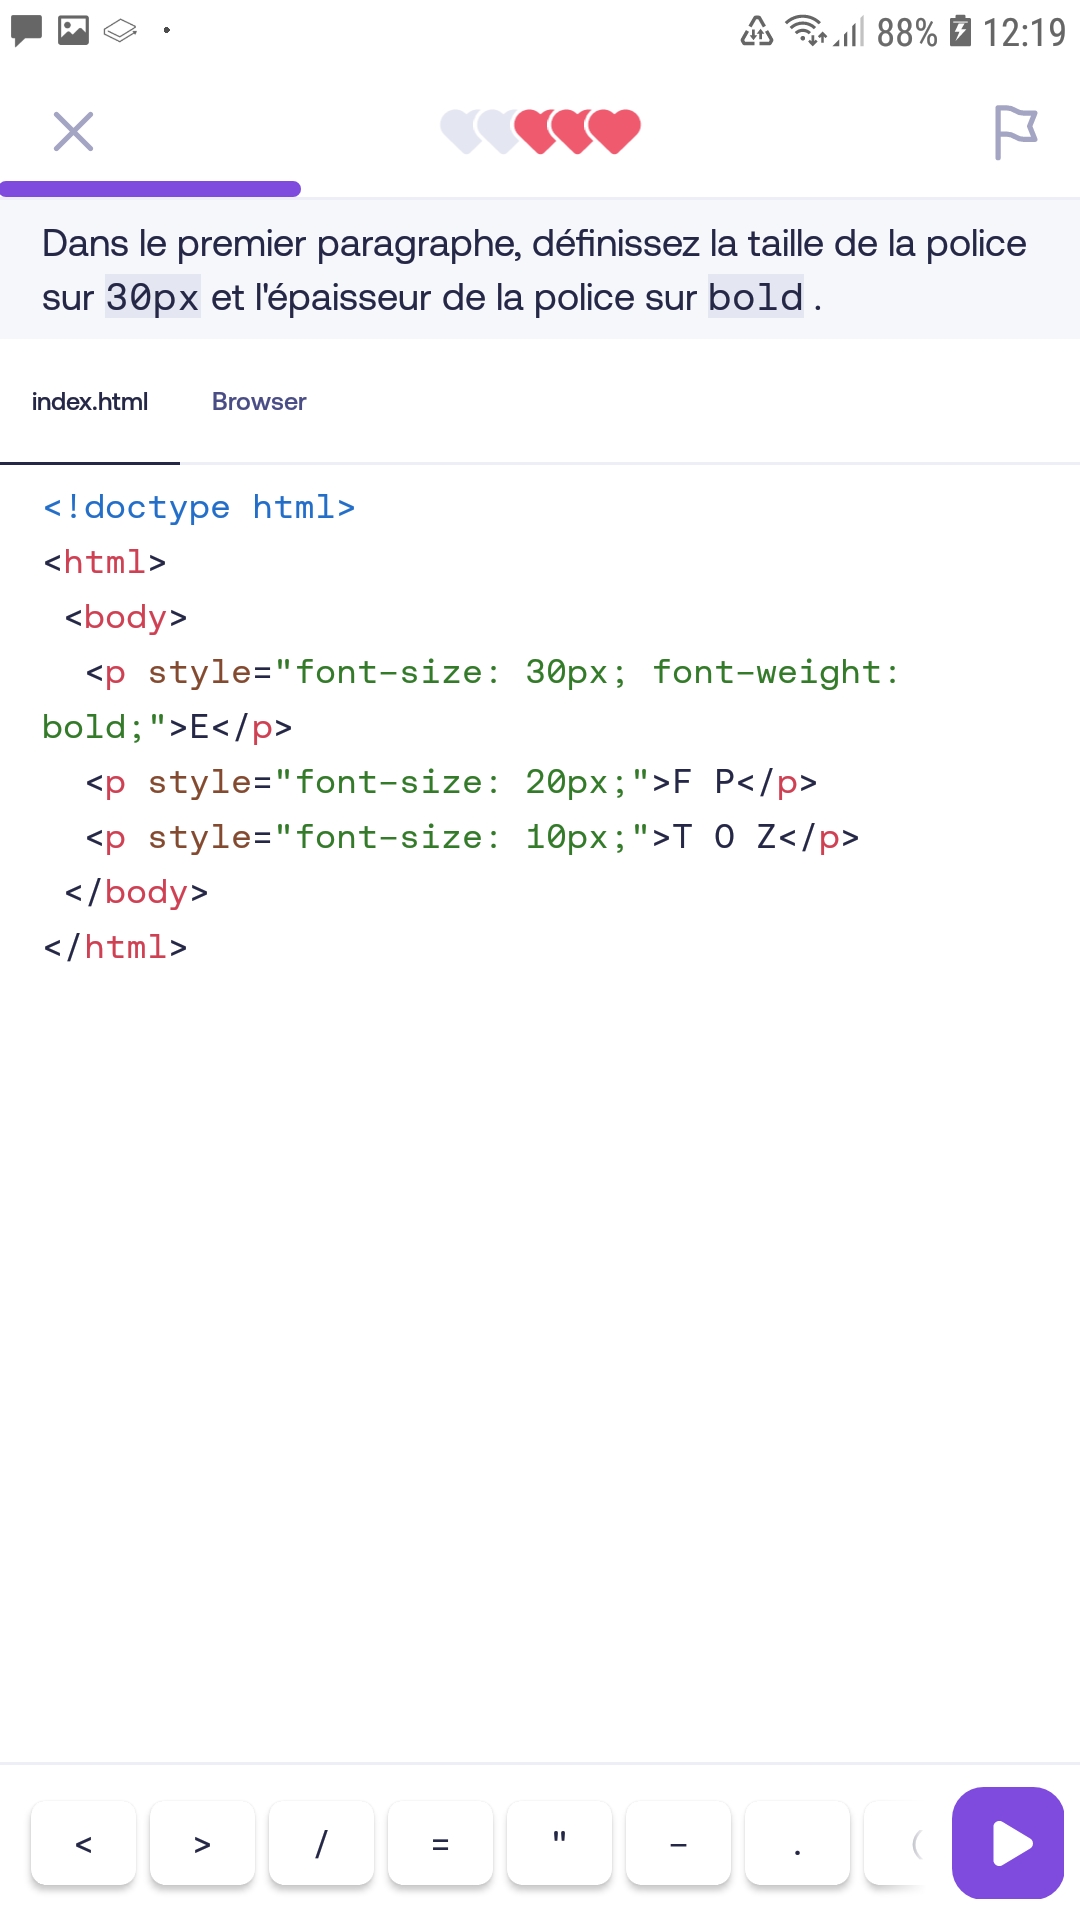 88% 12:19
Dans le premier paragraphe, définissez la taille de la police
sur 30px et l'épaisseur de la police sur bold .
index.html Browser
<!doctype html>
<html>
<body>
<p style="font-size: 30px; font-weight:
bold;">E</p>
<p style="font-size: 20px;">F P</p>
<p style="font-size: 10px;">T O Z</p>
</body>
</html>
< > / = " - . (